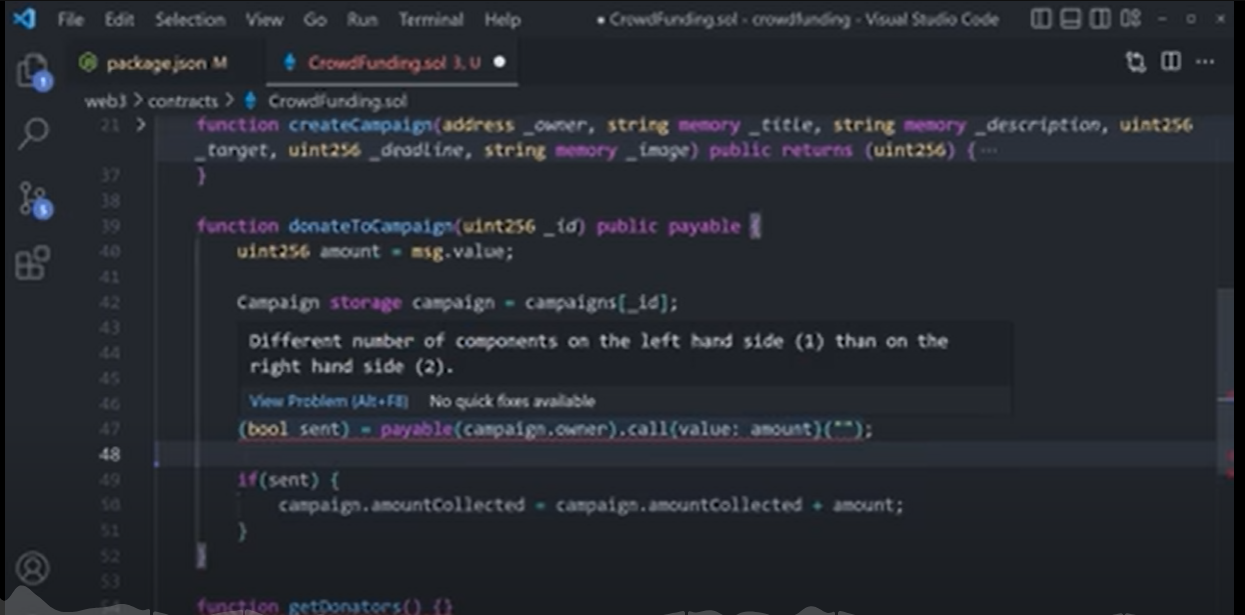 File Edit Selection View Go Run Terminal Help ● CrowdFunding.sol - crowdfunding - Visual Studio Code
package.json M CrowdFunding.sol 3, U
web3 > contracts > CrowdFunding.sol
21 function createCampaign(address _owner, string memory _title, string memory _description, uint256
_target, uint256 _deadline, string memory _image) public returns (uint256) {···
37 }
38
39 function donateToCampaign(uint256 _id) public payable {
40 uint256 amount = msg.value;
41
42 Campaign storage campaign = campaigns[_id];
43
Different number of components on the left hand side (1) than on the
44
right hand side (2).
45
46 View Problem (Alt+F8) No quick fixes available
47 (bool sent) = payable(campaign.owner).call{value: amount}("");
48
49 if(sent) {
50 campaign.amountCollected = campaign.amountCollected + amount;
51 }
52 }
53
54 function getDonators() {}
1
5